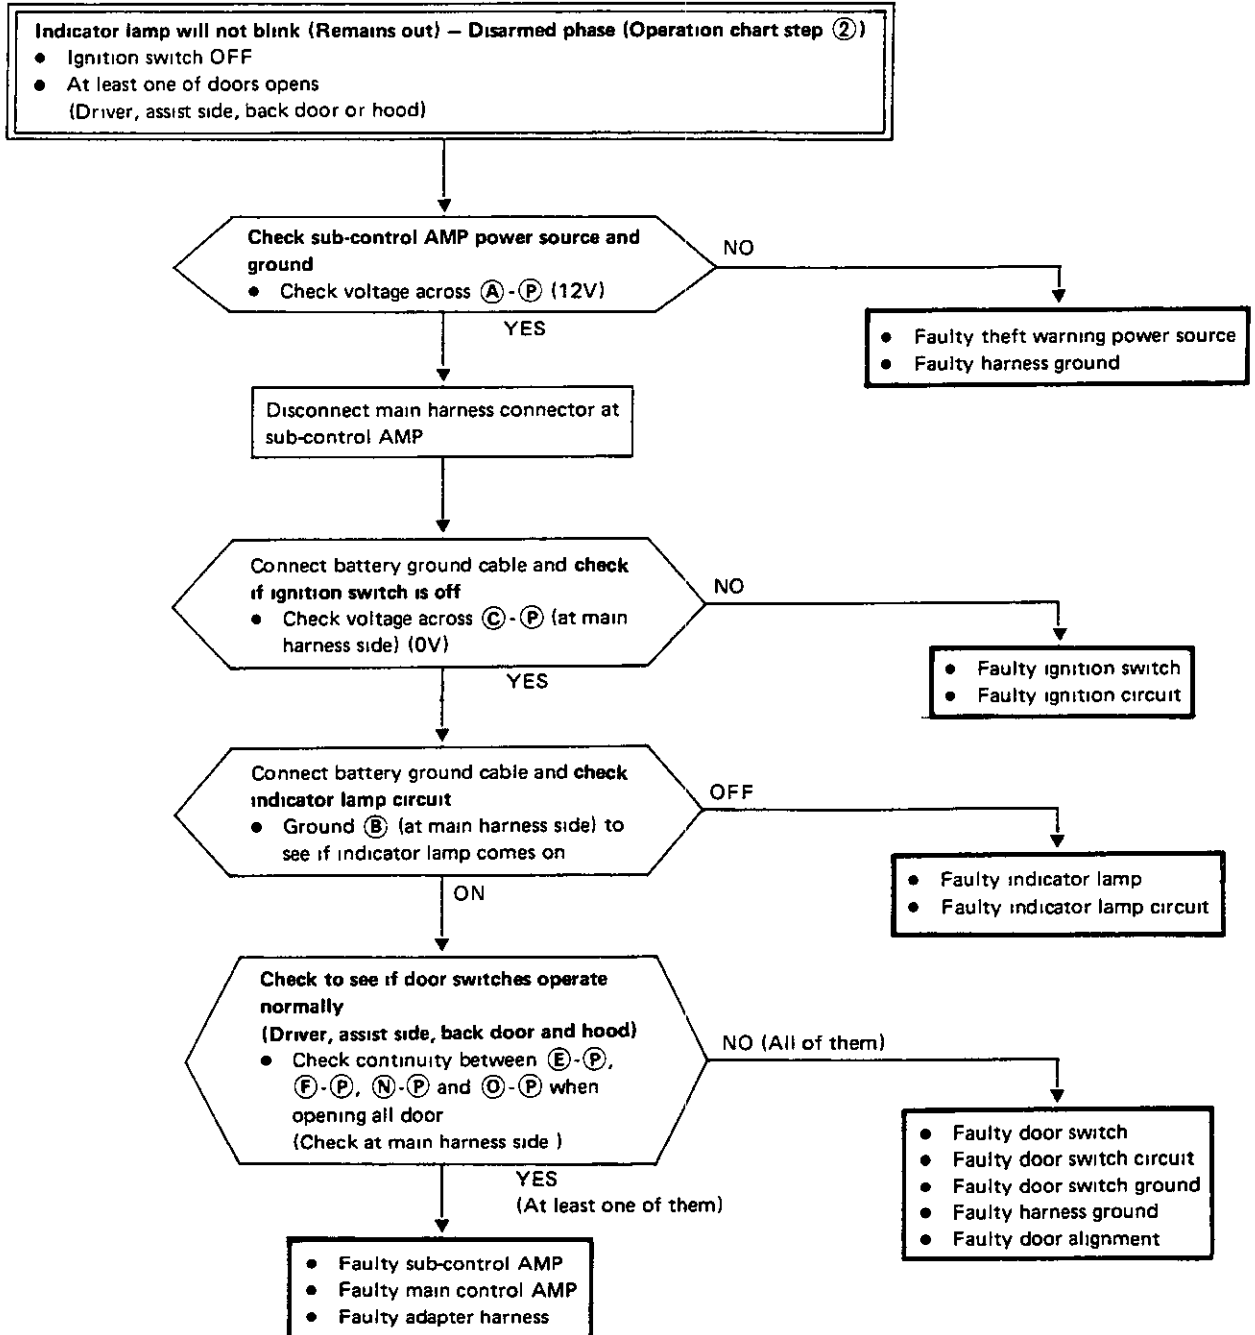 Indicator lamp will not blink (Remains out) — Disarmed phase (Operation chart step ②)
● Ignition switch OFF
● At least one of doors opens
(Driver, assist side, back door or hood)
Check sub-control AMP power source and
ground
● Check voltage across Ⓐ-Ⓟ (12V)
NO
YES
● Faulty theft warning power source
● Faulty harness ground
Disconnect main harness connector at
sub-control AMP
Connect battery ground cable and check
if ignition switch is off
● Check voltage across Ⓒ-Ⓟ (at main
harness side) (0V)
NO
YES
● Faulty ignition switch
● Faulty ignition circuit
Connect battery ground cable and check
indicator lamp circuit
● Ground Ⓑ (at main harness side) to
see if indicator lamp comes on
OFF
ON
● Faulty indicator lamp
● Faulty indicator lamp circuit
Check to see if door switches operate
normally
(Driver, assist side, back door and hood)
● Check continuity between Ⓔ-Ⓟ,
Ⓕ-Ⓟ, Ⓝ-Ⓟ and Ⓞ-Ⓟ when
opening all door
(Check at main harness side )
NO (All of them)
YES
(At least one of them)
● Faulty door switch
● Faulty door switch circuit
● Faulty door switch ground
● Faulty harness ground
● Faulty door alignment
● Faulty sub-control AMP
● Faulty main control AMP
● Faulty adapter harness